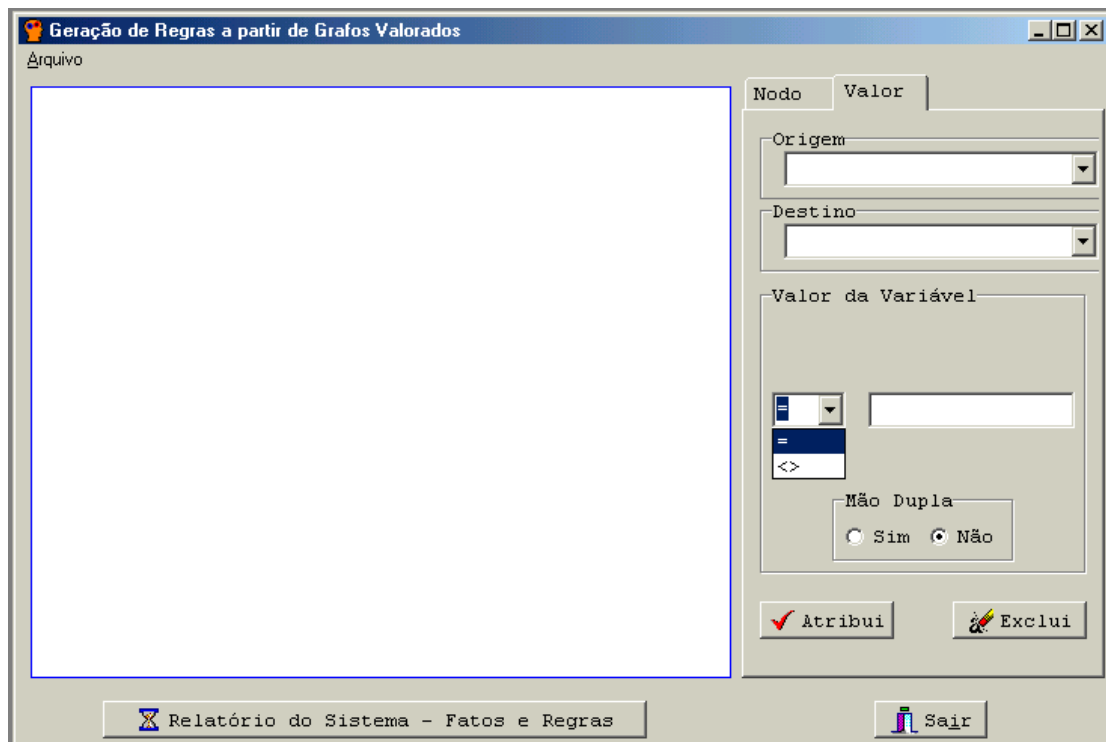 Geração de Regras a partir de Grafos Valorados
Arquivo
Nodo Valor
Origem
Destino
Valor da Variável
=
=
<>
Mão Dupla
Sim Não
Atribui Exclui
Relatório do Sistema - Fatos e Regras Sair